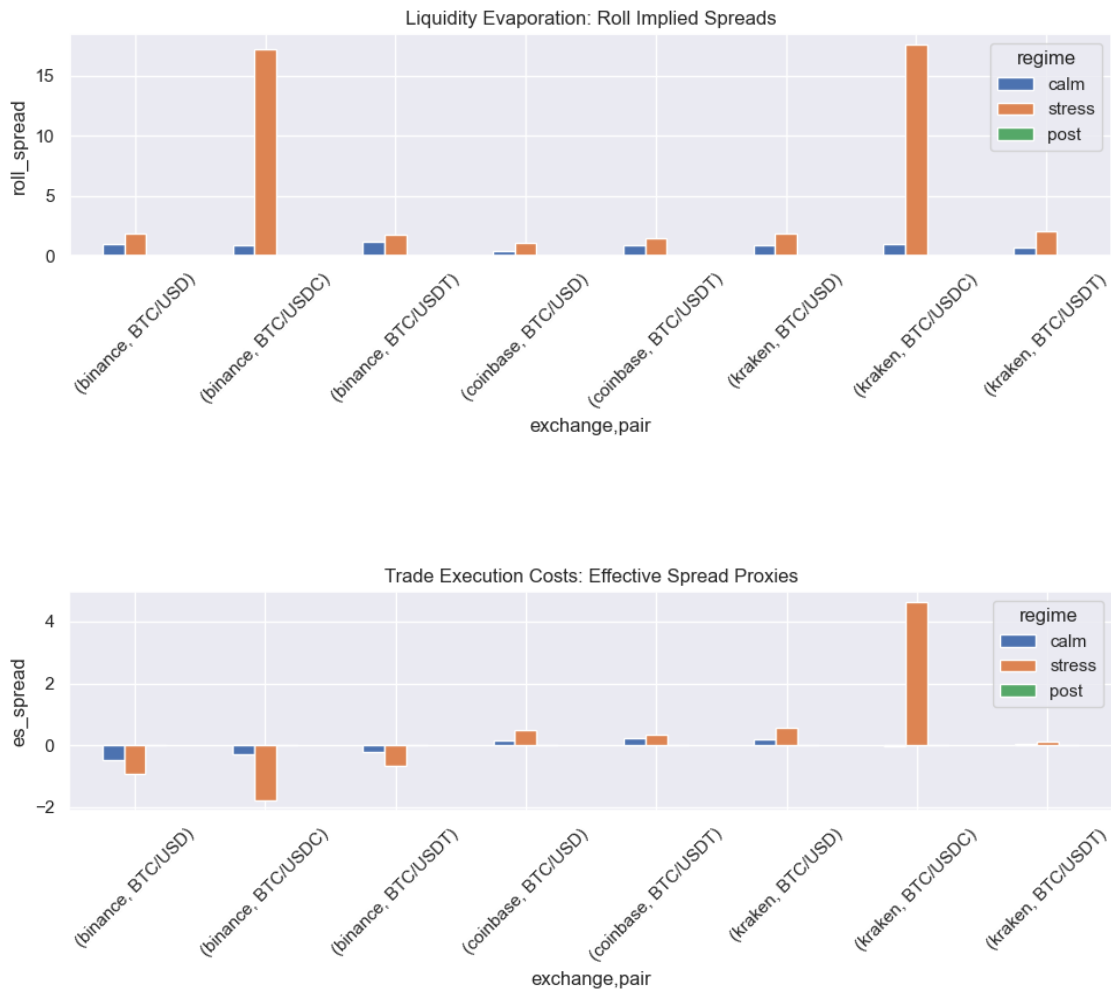 Liquidity Evaporation: Roll Implied Spreads
roll_spread
15
10
5
0
regime
calm
stress
post
(binance, BTC/USD)
(binance, BTC/USDC)
(binance, BTC/USDT)
(coinbase, BTC/USD)
(coinbase, BTC/USDT)
(kraken, BTC/USD)
(kraken, BTC/USDC)
(kraken, BTC/USDT)
exchange,pair
Trade Execution Costs: Effective Spread Proxies
es_spread
4
2
0
−2
regime
calm
stress
post
(binance, BTC/USD)
(binance, BTC/USDC)
(binance, BTC/USDT)
(coinbase, BTC/USD)
(coinbase, BTC/USDT)
(kraken, BTC/USD)
(kraken, BTC/USDC)
(kraken, BTC/USDT)
exchange,pair